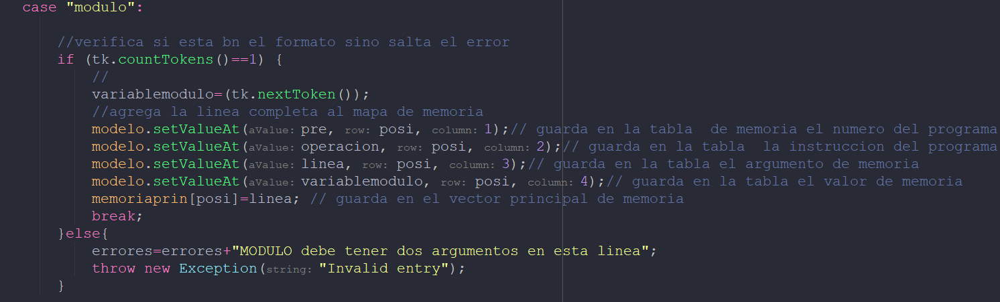 case "modulo":
//verifica si esta bn el formato sino salta el error
if (tk.countTokens()==1) {
//
variablemodulo=(tk.nextToken());
//agrega la linea completa al mapa de memoria
modelo.setValueAt(aValue: pre, row: posi, column: 1);// guarda en la tabla  de memoria el numero del programa
modelo.setValueAt(aValue: operacion, row: posi, column: 2);// guarda en la tabla  la instruccion del programa
modelo.setValueAt(aValue: linea, row: posi, column: 3);// guarda en la tabla el argumento de memoria
modelo.setValueAt(aValue: variablemodulo, row: posi, column: 4);// guarda en la tabla el valor de memoria
memoriaprin[posi]=linea; // guarda en el vector principal de memoria
break;
}else{
errores=errores+"MODULO debe tener dos argumentos en esta linea";
throw new Exception(string: "Invalid entry");
}